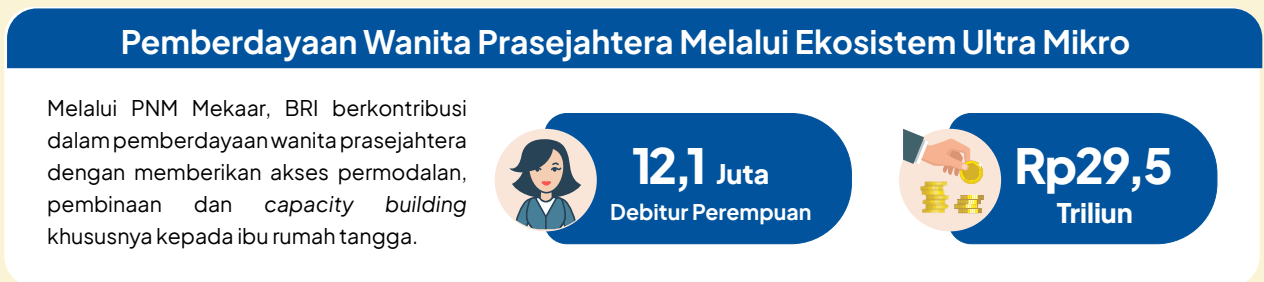 Pemberdayaan Wanita Prasejahtera Melalui Ekosistem Ultra Mikro
Melalui PNM Mekaar, BRI berkontribusi
dalam pemberdayaan wanita prasejahtera
dengan memberikan akses permodalan,
pembinaan dan capacity building
khususnya kepada ibu rumah tangga.
12,1 Juta
Debitur Perempuan
Rp29,5
Triliun